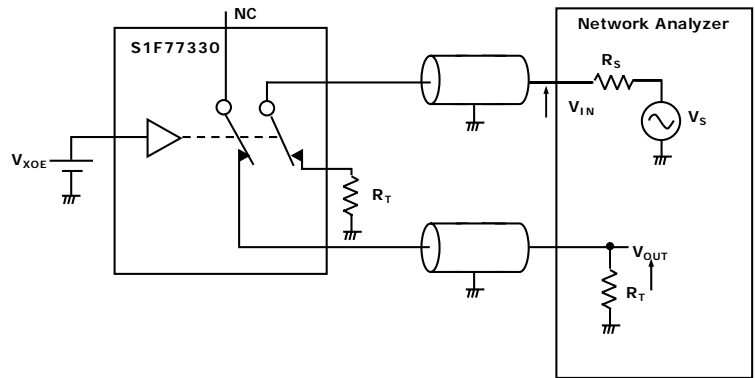 NC
Network Analyzer
S1F77330
RS
VIN
VS
VXOE
RT
VOUT
RT